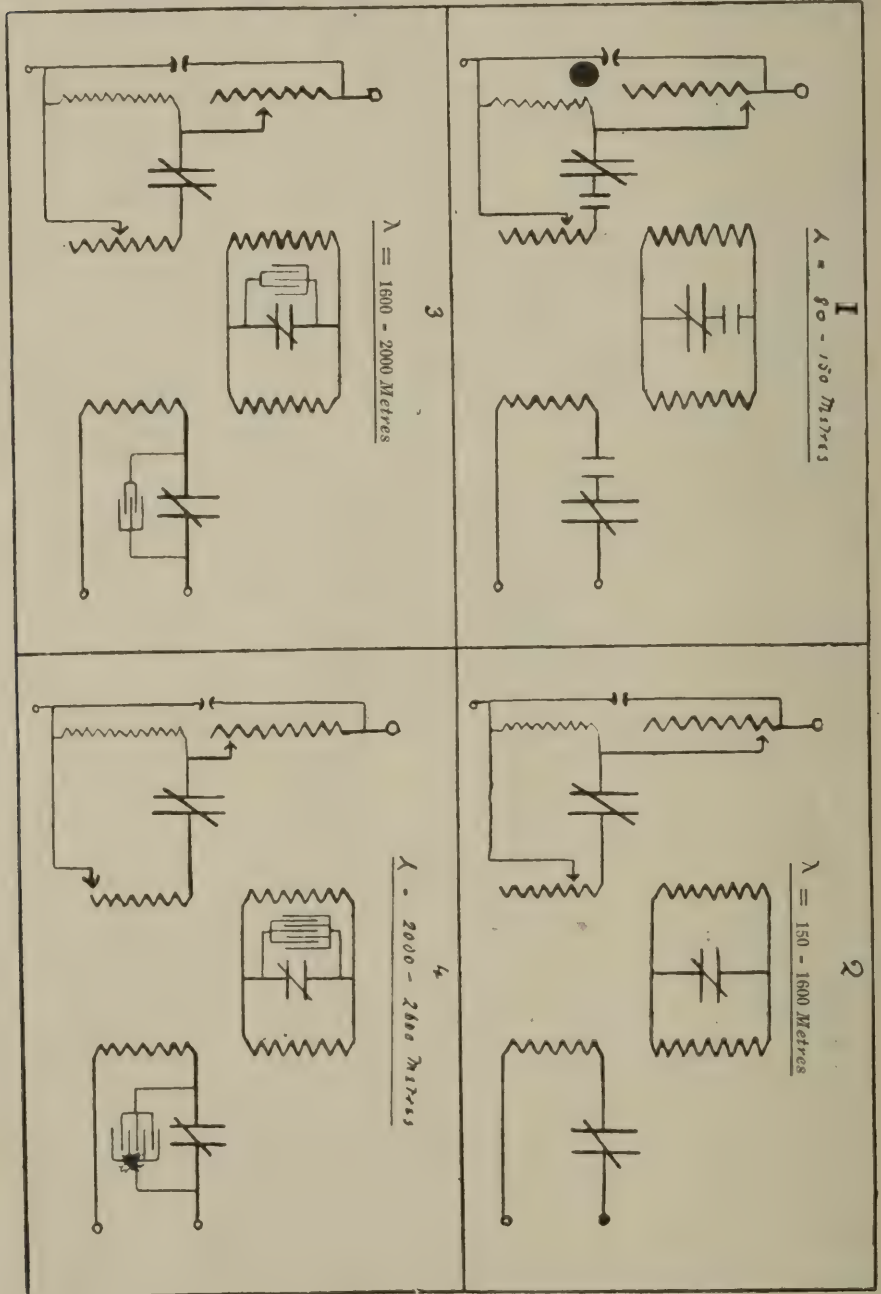 I
λ = 80 - 150 Metres
2
λ = 150 - 1600 Metres
3
λ = 1600 - 2000 Metres
4
λ - 2000 - 2600 Metres